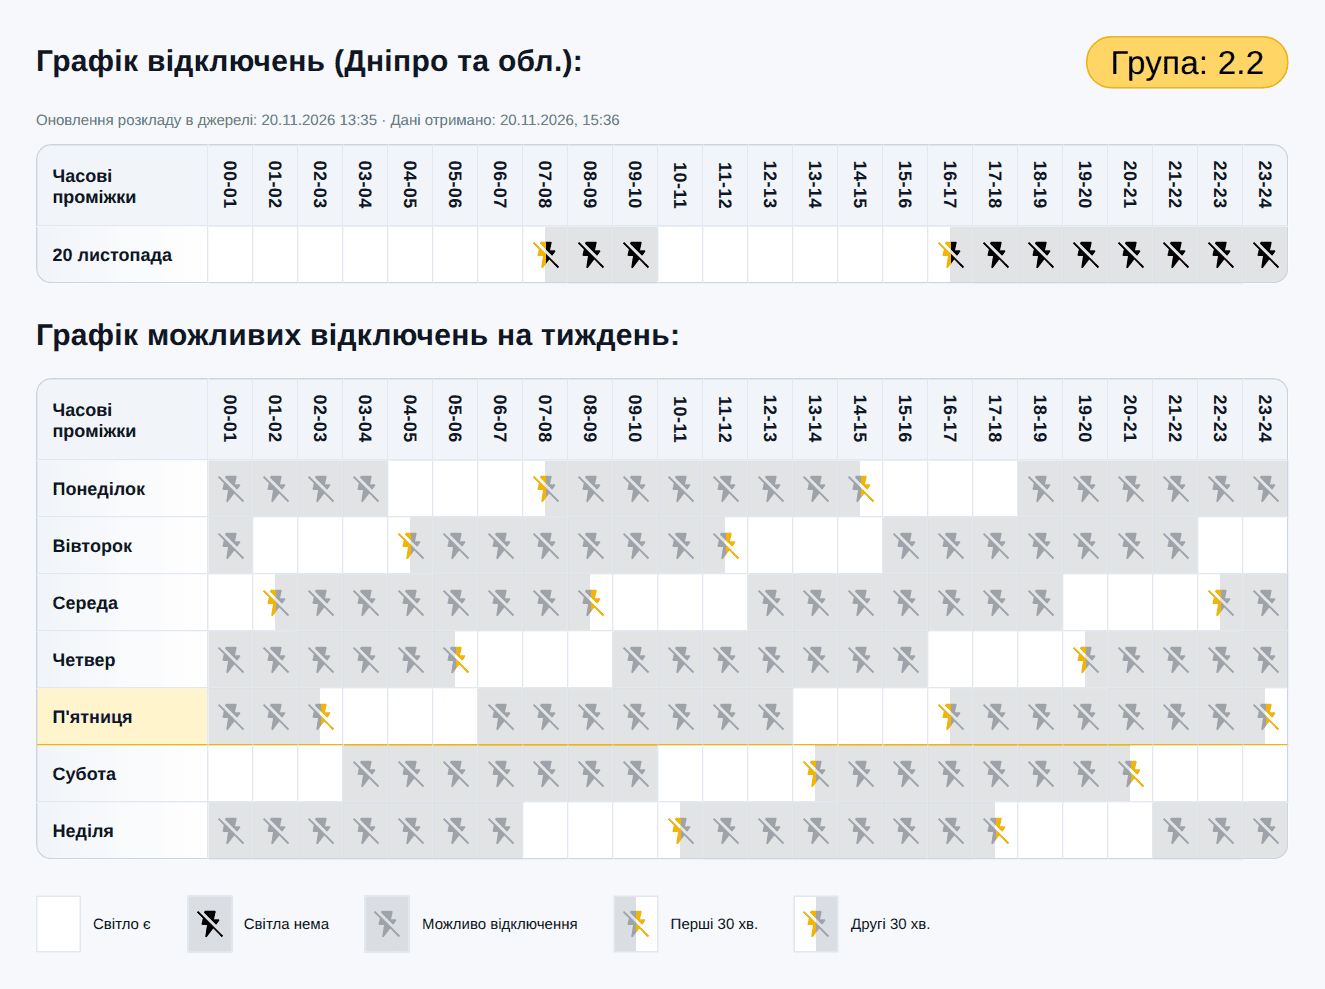 Графік відключень (Дніпро та обл.):
Група: 2.2
Оновлення розкладу в джерелі: 20.11.2026 13:35 · Дані отримано: 20.11.2026, 15:36
Часові
проміжки
00-01 01-02 02-03 03-04 04-05 05-06 06-07 07-08 08-09 09-10 10-11 11-12 12-13 13-14 14-15 15-16 16-17 17-18 18-19 19-20 20-21 21-22 22-23 23-24
20 листопада
Графік можливих відключень на тиждень:
Часові
проміжки
00-01 01-02 02-03 03-04 04-05 05-06 06-07 07-08 08-09 09-10 10-11 11-12 12-13 13-14 14-15 15-16 16-17 17-18 18-19 19-20 20-21 21-22 22-23 23-24
Понеділок
Вівторок
Середа
Четвер
П'ятниця
Субота
Неділя
Світло є
Світла нема
Можливо відключення
Перші 30 хв.
Другі 30 хв.